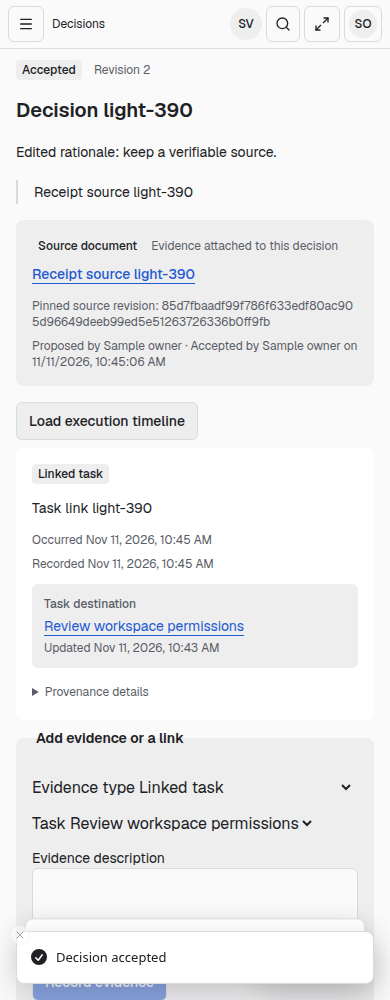 Decisions
SV
SO
Accepted Revision 2
Decision light-390
Edited rationale: keep a verifiable source.
Receipt source light-390
Source document Evidence attached to this decision
Receipt source light-390
Pinned source revision: 85d7fbaadf99f786f633edf80ac90
5d96649deeb99ed5e51263726336b0ff9fb
Proposed by Sample owner · Accepted by Sample owner on
11/11/2026, 10:45:06 AM
Load execution timeline
Linked task
Task link light-390
Occurred Nov 11, 2026, 10:45 AM
Recorded Nov 11, 2026, 10:45 AM
Task destination
Review workspace permissions
Updated Nov 11, 2026, 10:43 AM
Provenance details
Add evidence or a link
Evidence type Linked task
Task Review workspace permissions
Evidence description
Decision accepted
Record evidence